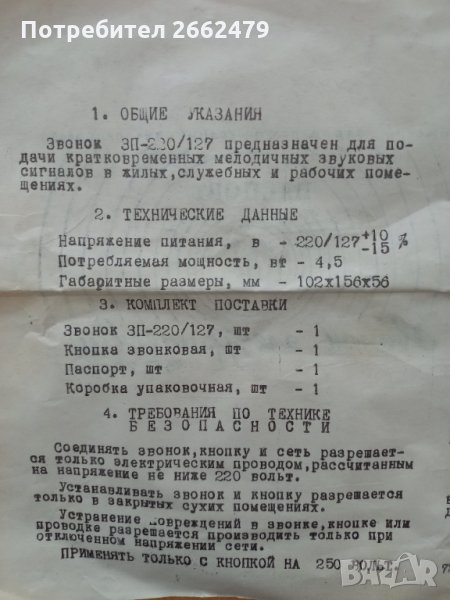 Потребител 2662479
1. ОБЩИЕ УКАЗАНИЯ
Звонок ЗП-220/127 предназначен для по-
дачи кратковременных мелодичных звуковых
сигналов в жилых,служебных и рабочих поме-
щениях.
2. ТЕХНИЧЕСКИЕ ДАННЫЕ
Напряжение питания, в - 220/127 +10 -15 %
Потребляемая мощность, вт - 4,5
Габаритные размеры, мм - 102х156х56
3. КОМПЛЕКТ ПОСТАВКИ
Звонок ЗП-220/127, шт - 1
Кнопка звонковая, шт - 1
Паспорт, шт - 1
Коробка упаковочная, шт - 1
4. ТРЕБОВАНИЯ ПО ТЕХНИКЕ
БЕЗОПАСНОСТИ
Соединять звонок,кнопку и сеть разрешает-
ся только электрическим проводом,рассчитанным
на напряжение не ниже 220 вольт.
Устанавливать звонок и кнопку разрешается
только в закрытых сухих помещениях.
Устранение повреждений в звонке,кнопке или
проводке разрешается производить только при
отключенном напряжении сети.
ПРИМЕНЯТЬ ТОЛЬКО С КНОПКОЙ НА 250 ВОЛЬТ.
bazar.bg